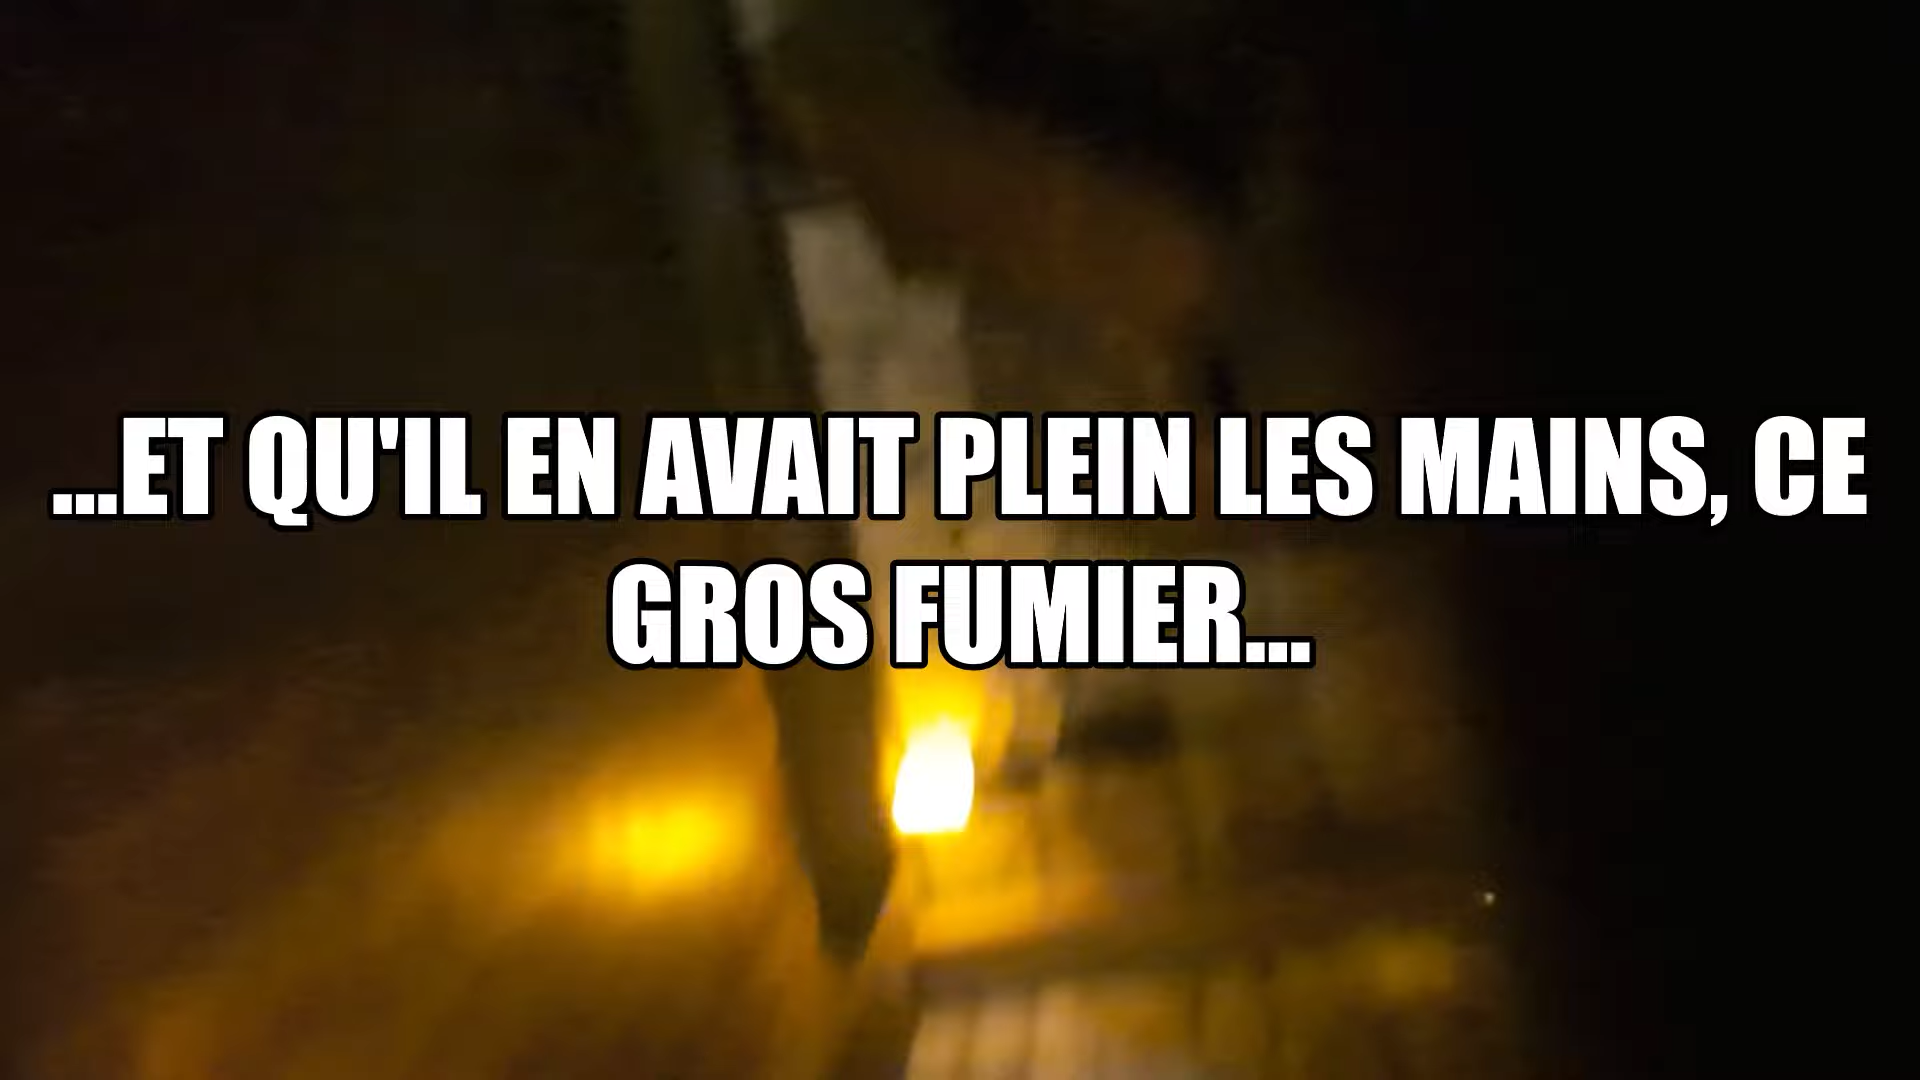 ...ET QU'IL EN AVAIT PLEIN LES MAINS, CE
GROS FUMIER...